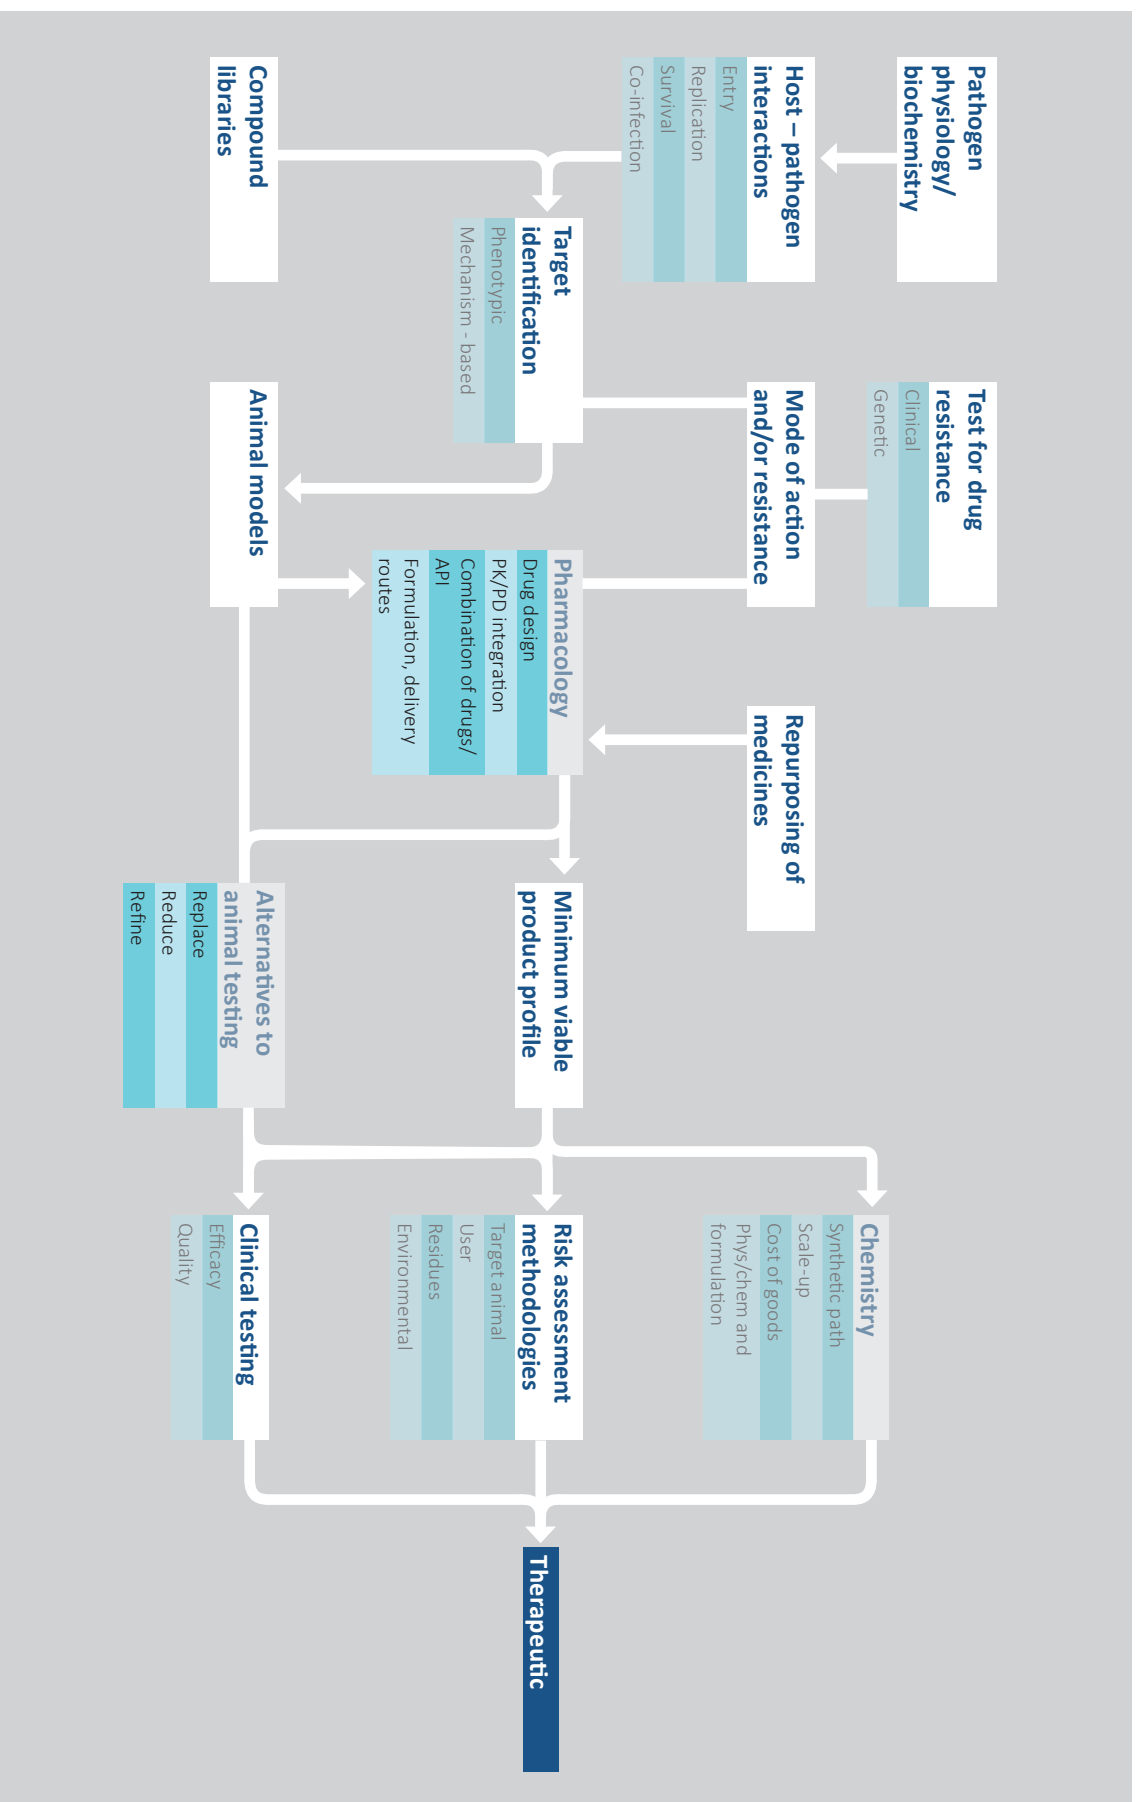 Pathogen
physiology/
biochemistry
Host – pathogen
interactions
Entry
Replication
Survival
Co-infection
Compound
libraries
Target
identification
Phenotypic
Mechanism - based
Test for drug
resistance
Clinical
Genetic
Mode of action
and/or resistance
Animal models
Pharmacology
Drug design
PK/PD integration
Combination of drugs/
API
Formulation, delivery
routes
Repurposing of
medicines
Minimum viable
product profile
Alternatives to
animal testing
Replace
Reduce
Refine
Chemistry
Synthetic path
Scale-up
Cost of goods
Phys/chem and
formulation
Risk assessment
methodologies
Target animal
User
Residues
Environmental
Clinical testing
Efficacy
Quality
Therapeutic